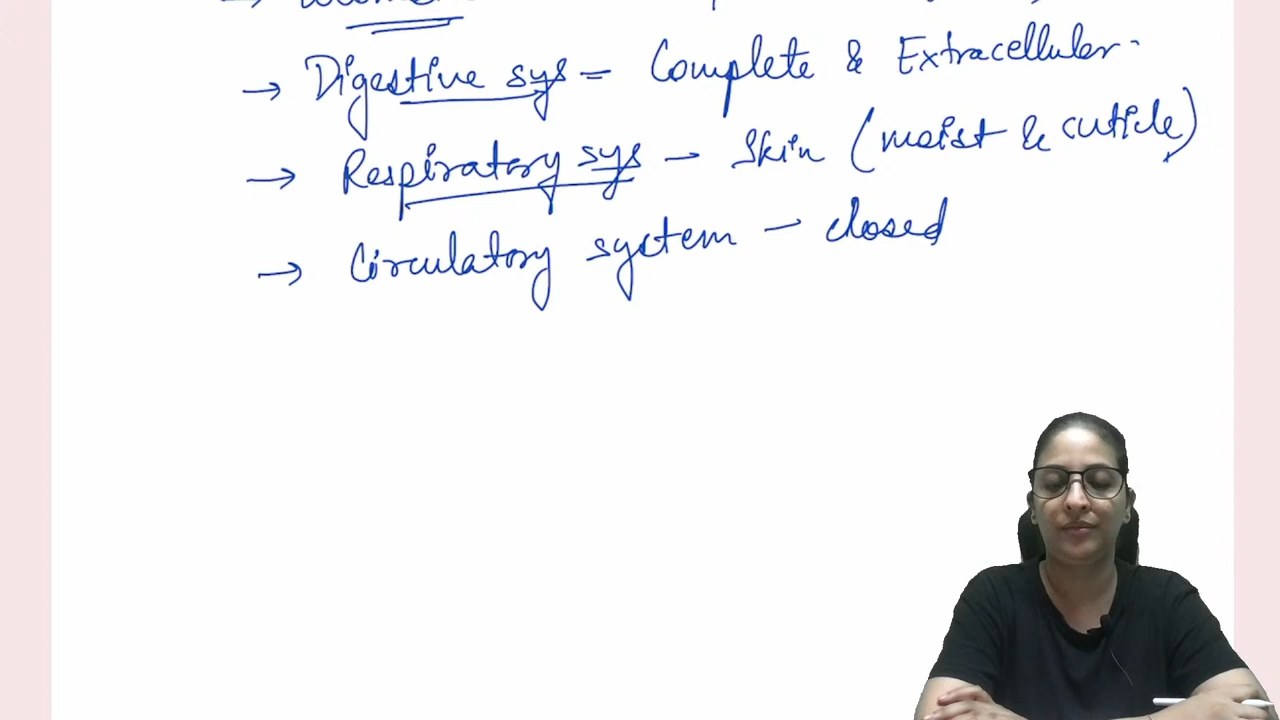 → Digestive sys = Complete & Extracellular.
→ Respiratory sys - Skin (moist & cuticle)
→ Circulatory system - closed